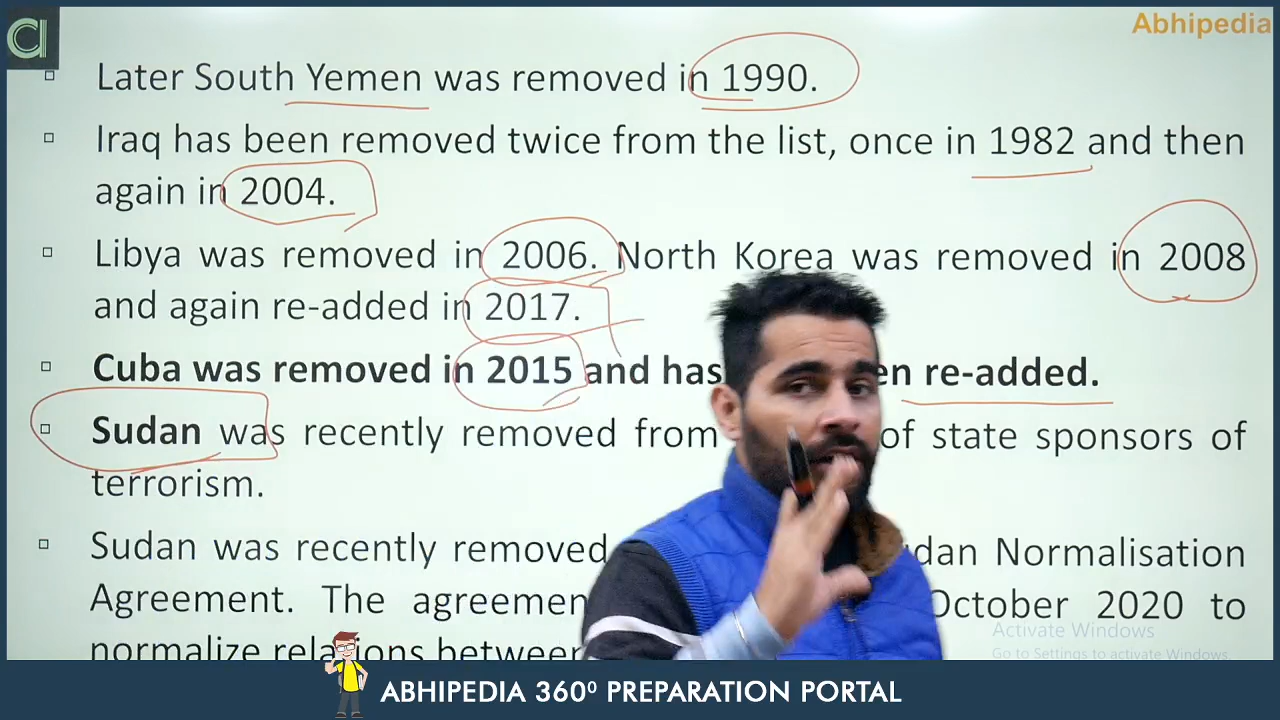 Abhipedia
Later South Yemen was removed in 1990.
Iraq has been removed twice from the list, once in 1982 and then
again in 2004.
Libya was removed in 2006. North Korea was removed in 2008
and again re-added in 2017.
Cuba was removed in 2015 and has re-added.
Sudan was recently removed from of state sponsors of
terrorism.
Sudan was recently removed Normalisation
Agreement. The October 2020 to
normalize relations between
Activate Windows
Go to Settings to activate Windows.
ABHIPEDIA 360⁰ PREPARATION PORTAL